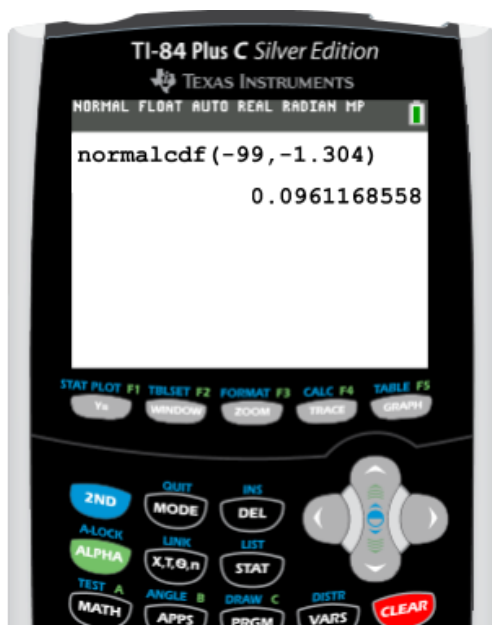 TI-84 Plus C Silver Edition
TEXAS INSTRUMENTS
NORMAL FLOAT AUTO REAL RADIAN MP
normalcdf(-99,-1.304)
0.0961168558
STAT PLOT F1 TBLSET F2 FORMAT F3 CALC F4 TABLE F5
Y= WINDOW ZOOM TRACE GRAPH
QUIT INS
2ND MODE DEL
A-LOCK LINK LIST
ALPHA X,T,Θ,n STAT
TEST A ANGLE B DRAW C DISTR
MATH APPS PRGM VARS CLEAR